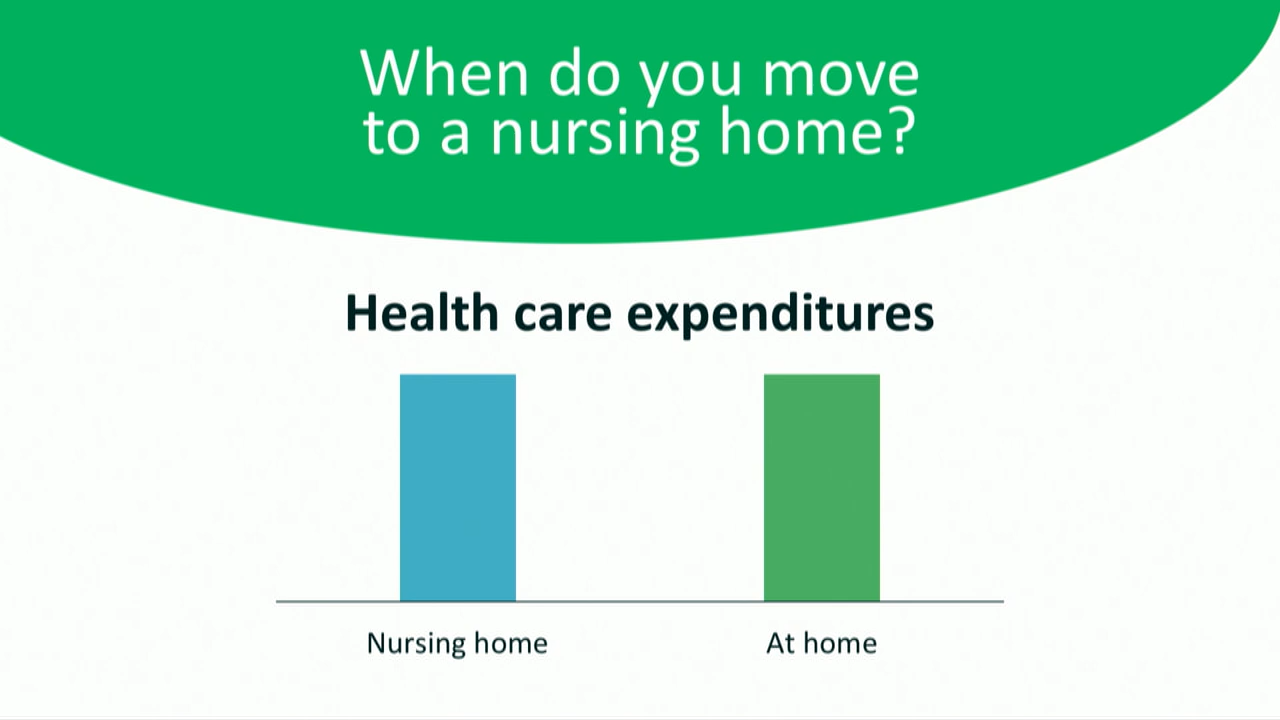 When do you move
to a nursing home?
Health care expenditures
Nursing home
At home